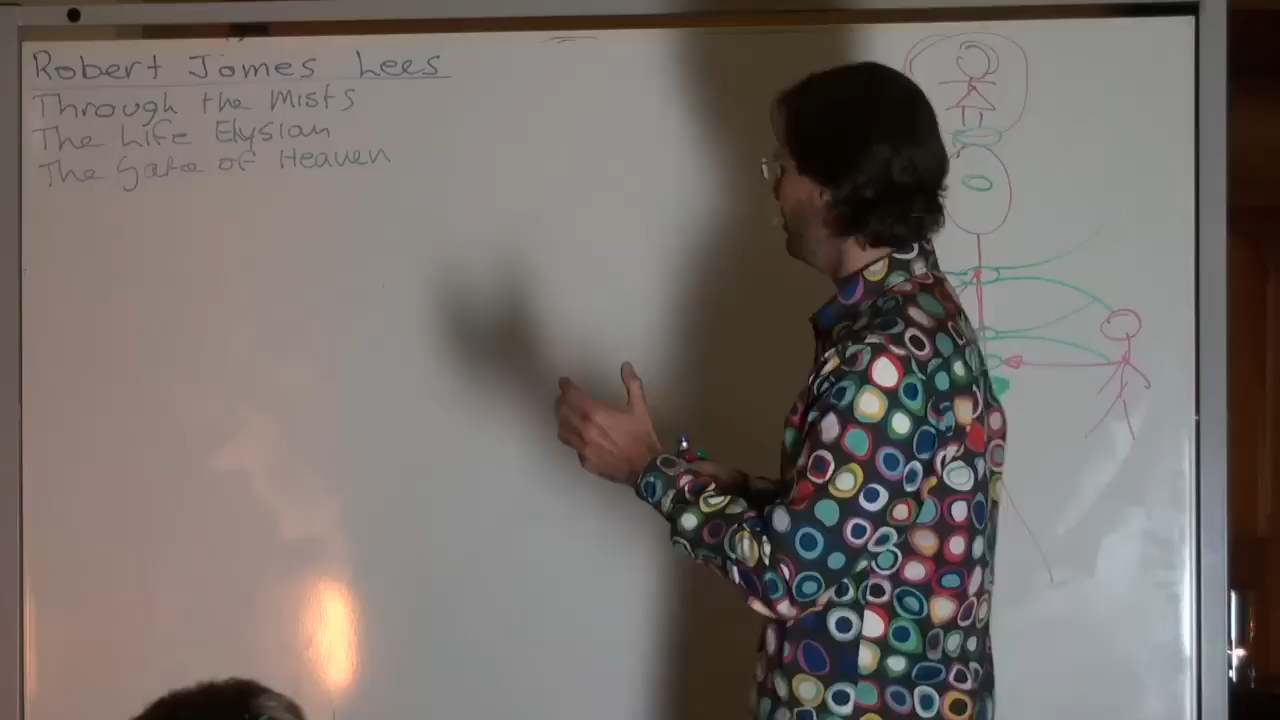 Robert James Lees
Through the Mists
The Life Elysian
The Gate of Heaven